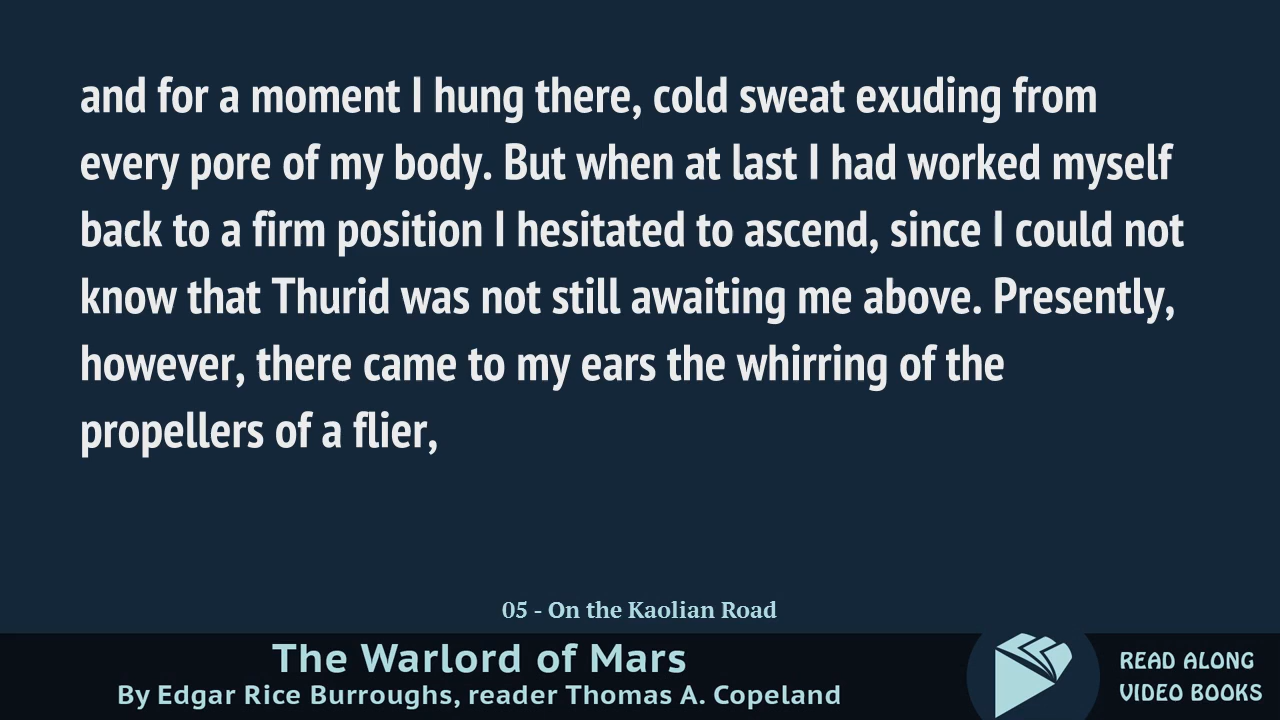 and for a moment I hung there, cold sweat exuding from
every pore of my body. But when at last I had worked myself
back to a firm position I hesitated to ascend, since I could not
know that Thurid was not still awaiting me above. Presently,
however, there came to my ears the whirring of the
propellers of a flier,
05 - On the Kaolian Road
The Warlord of Mars
By Edgar Rice Burroughs, reader Thomas A. Copeland
READ ALONG
VIDEO BOOKS